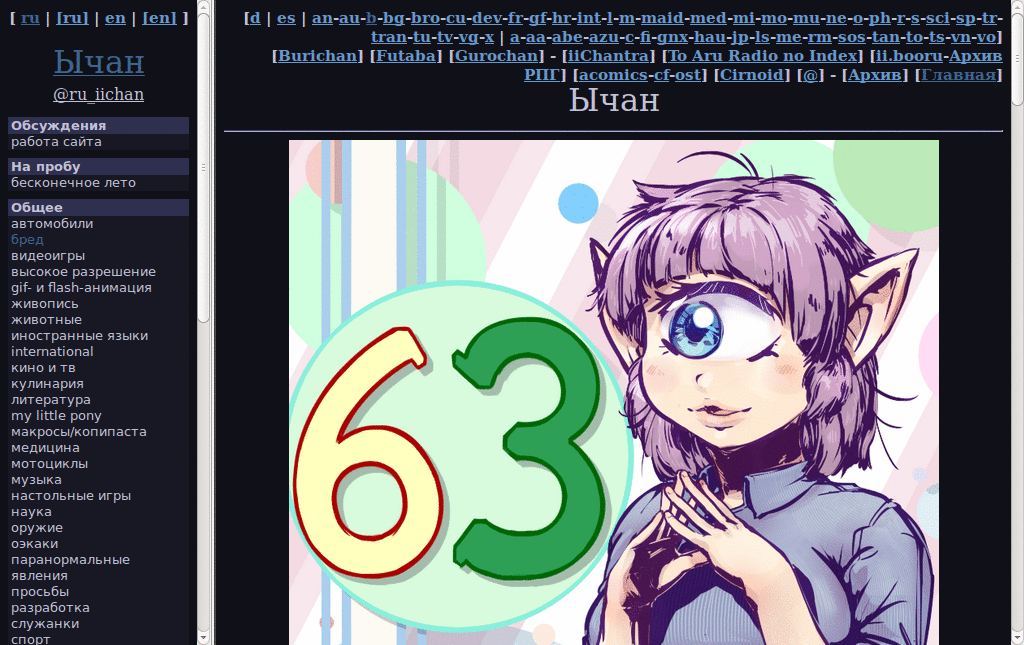 [ ru | [ru] | en | [en] ]
Ычан
@ru_iichan
Обсуждения
работа сайта
На пробу
бесконечное лето
Общее
автомобили
бред
видеоигры
высокое разрешение
gif- и flash-анимация
живопись
животные
иностранные языки
international
кино и тв
кулинария
литература
my little pony
макросы/копипаста
медицина
мотоциклы
музыка
настольные игры
наука
оружие
оэкаки
паранормальные
явления
просьбы
разработка
служанки
спорт
[d | es | an-au-b-bg-bro-cu-dev-fr-gf-hr-int-l-m-maid-med-mi-mo-mu-ne-o-ph-r-s-sci-sp-tr-
tran-tu-tv-vg-x | a-aa-abe-azu-c-fi-gnx-hau-jp-ls-me-rm-sos-tan-to-ts-vn-vo]
[Burichan] [Futaba] [Gurochan] - [iiChantra] [To Aru Radio no Index] [ii.booru-Архив
РПГ] [acomics-cf-ost] [Cirnoid] [@] - [Архив] [Главная]
Ычан
63